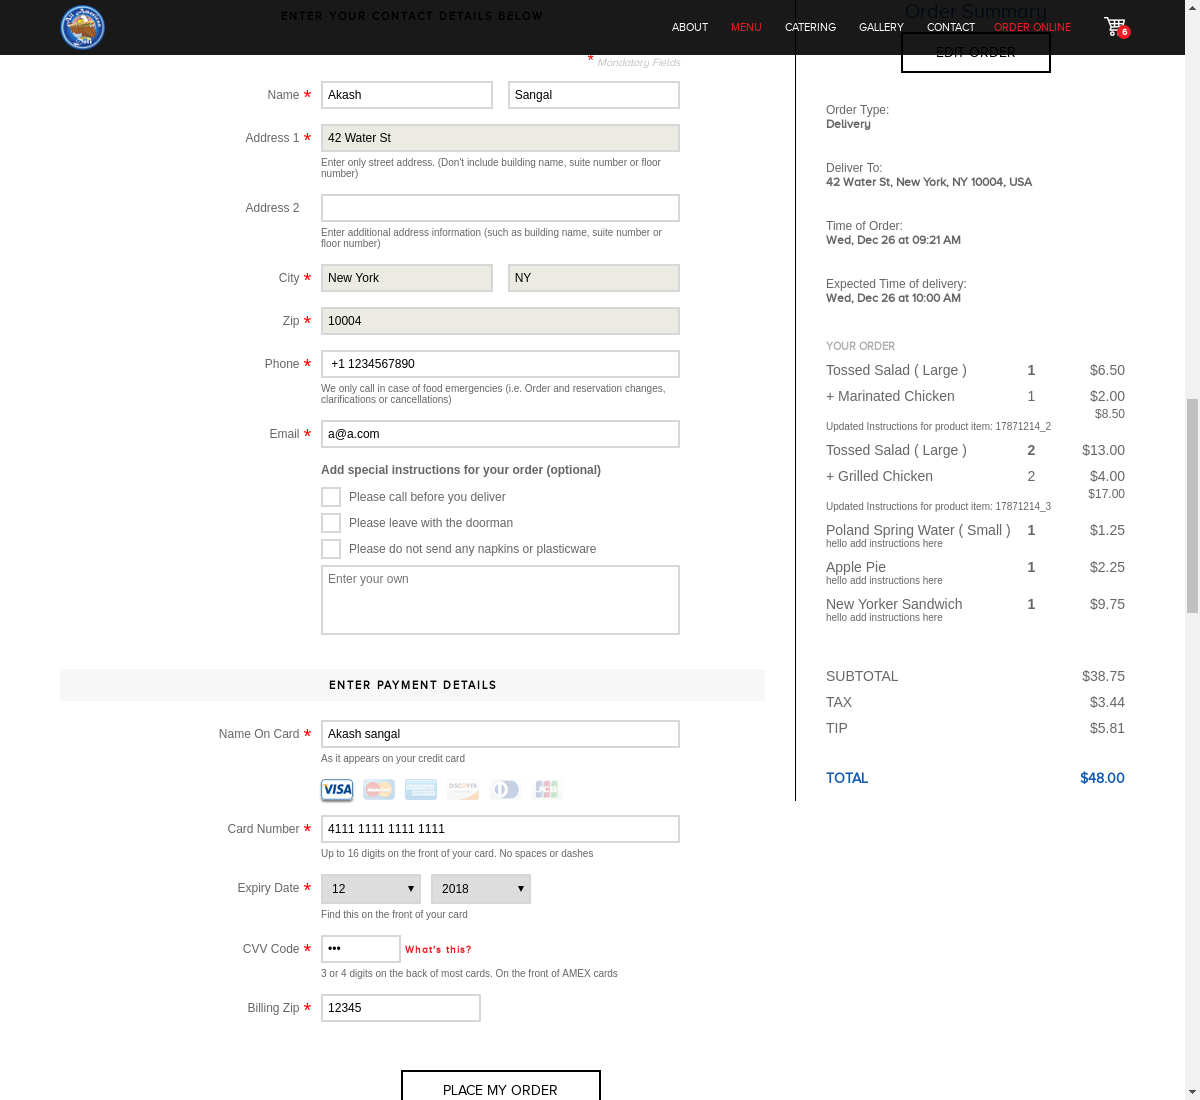 All American Deli
ABOUT
MENU
CATERING
GALLERY
CONTACT
ORDER ONLINE
6
ENTER YOUR CONTACT DETAILS BELOW
* Mandatory Fields
Name *
Akash
Sangal
Address 1 *
42 Water St
Enter only street address. (Don't include building name, suite number or floor
number)
Address 2
Enter additional address information (such as building name, suite number or
floor number)
City *
New York
NY
Zip *
10004
Phone *
+1 1234567890
We only call in case of food emergencies (i.e. Order and reservation changes,
clarifications or cancellations)
Email *
a@a.com
Add special instructions for your order (optional)
Please call before you deliver
Please leave with the doorman
Please do not send any napkins or plasticware
Enter your own
ENTER PAYMENT DETAILS
Name On Card *
Akash sangal
As it appears on your credit card
VISA
DISCOVER
JCB
Card Number *
4111 1111 1111 1111
Up to 16 digits on the front of your card. No spaces or dashes
Expiry Date *
12
2018
Find this on the front of your card
CVV Code *
•••
What's this?
3 or 4 digits on the back of most cards. On the front of AMEX cards
Billing Zip *
12345
PLACE MY ORDER
Order Summary
EDIT ORDER
Order Type:
Delivery
Deliver To:
42 Water St, New York, NY 10004, USA
Time of Order:
Wed, Dec 26 at 09:21 AM
Expected Time of delivery:
Wed, Dec 26 at 10:00 AM
YOUR ORDER
Tossed Salad ( Large ) 1 $6.50
+ Marinated Chicken 1 $2.00
$8.50
Updated Instructions for product item: 17871214_2
Tossed Salad ( Large ) 2 $13.00
+ Grilled Chicken 2 $4.00
$17.00
Updated Instructions for product item: 17871214_3
Poland Spring Water ( Small ) 1 $1.25
hello add instructions here
Apple Pie 1 $2.25
hello add instructions here
New Yorker Sandwich 1 $9.75
hello add instructions here
SUBTOTAL $38.75
TAX $3.44
TIP $5.81
TOTAL $48.00